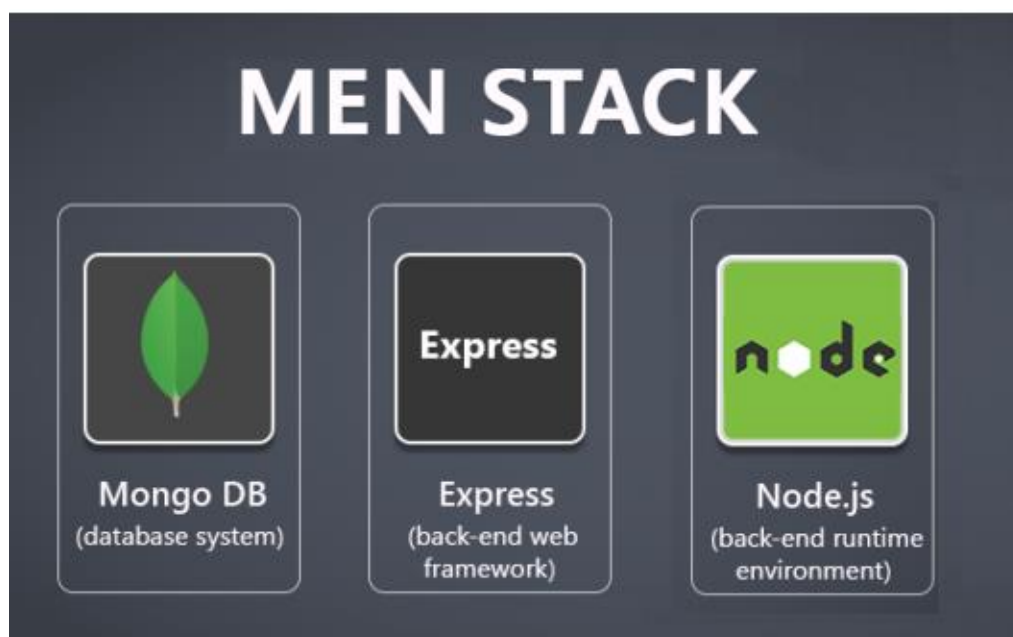 MEN STACK
Express
node
Mongo DB
(database system)
Express
(back-end web
framework)
Node.js
(back-end runtime
environment)